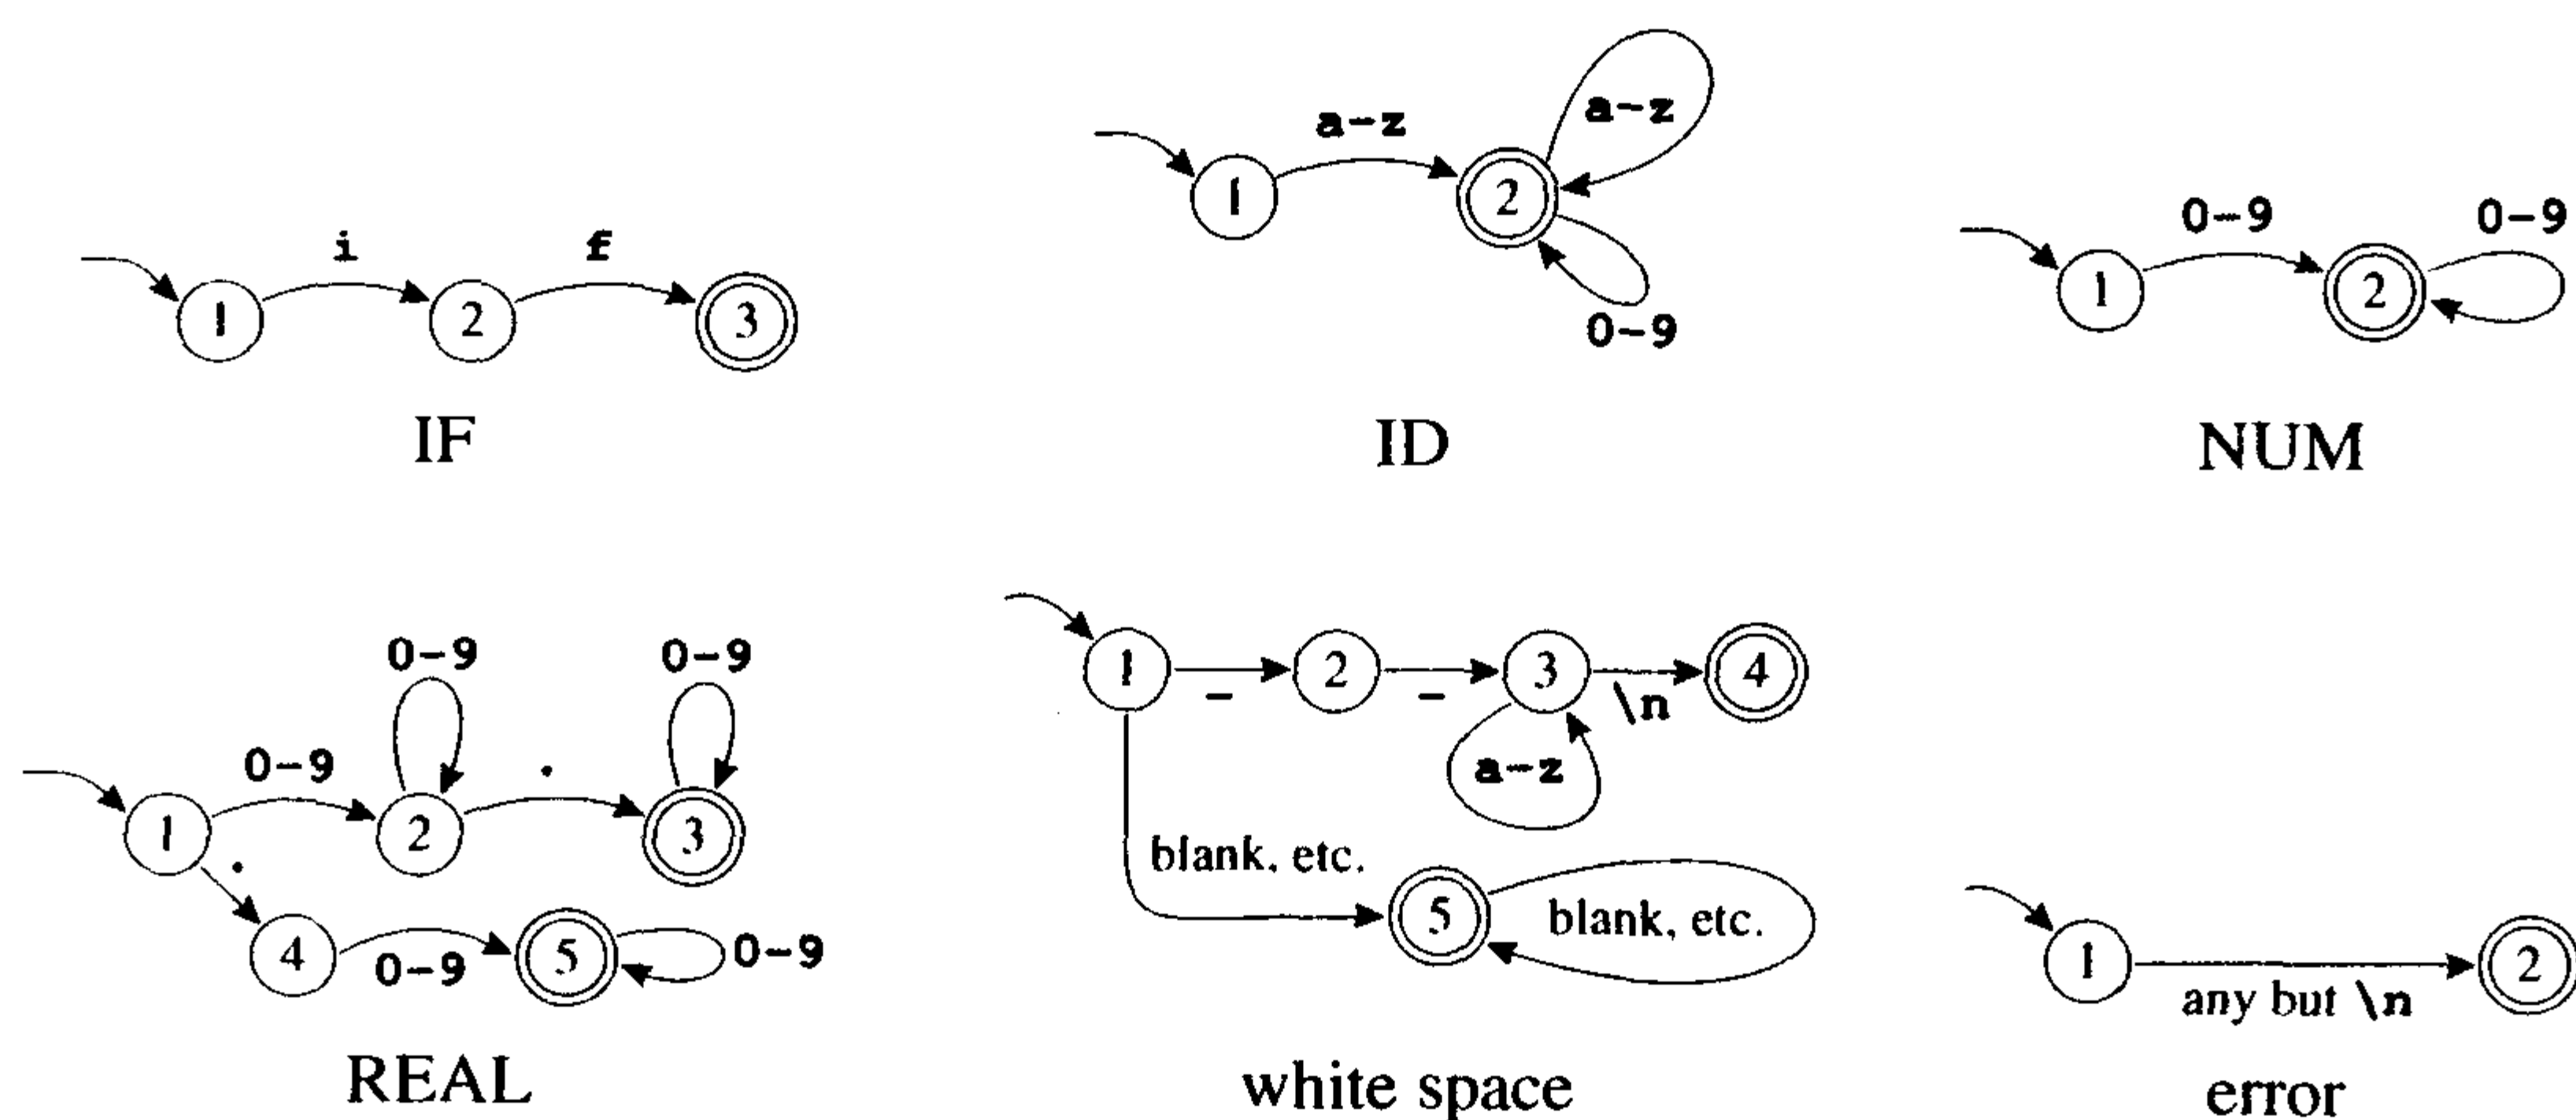 i f
1 2 3
IF
a-z a-z
1 2
0-9
ID
0-9 0-9
1 2
NUM
0-9 0-9
0-9 .
1 2 3
.
4 0-9 5 0-9
REAL
1 - 2 - 3 \n 4
a-z
blank, etc.
5 blank, etc.
white space
1 2
any but \n
error